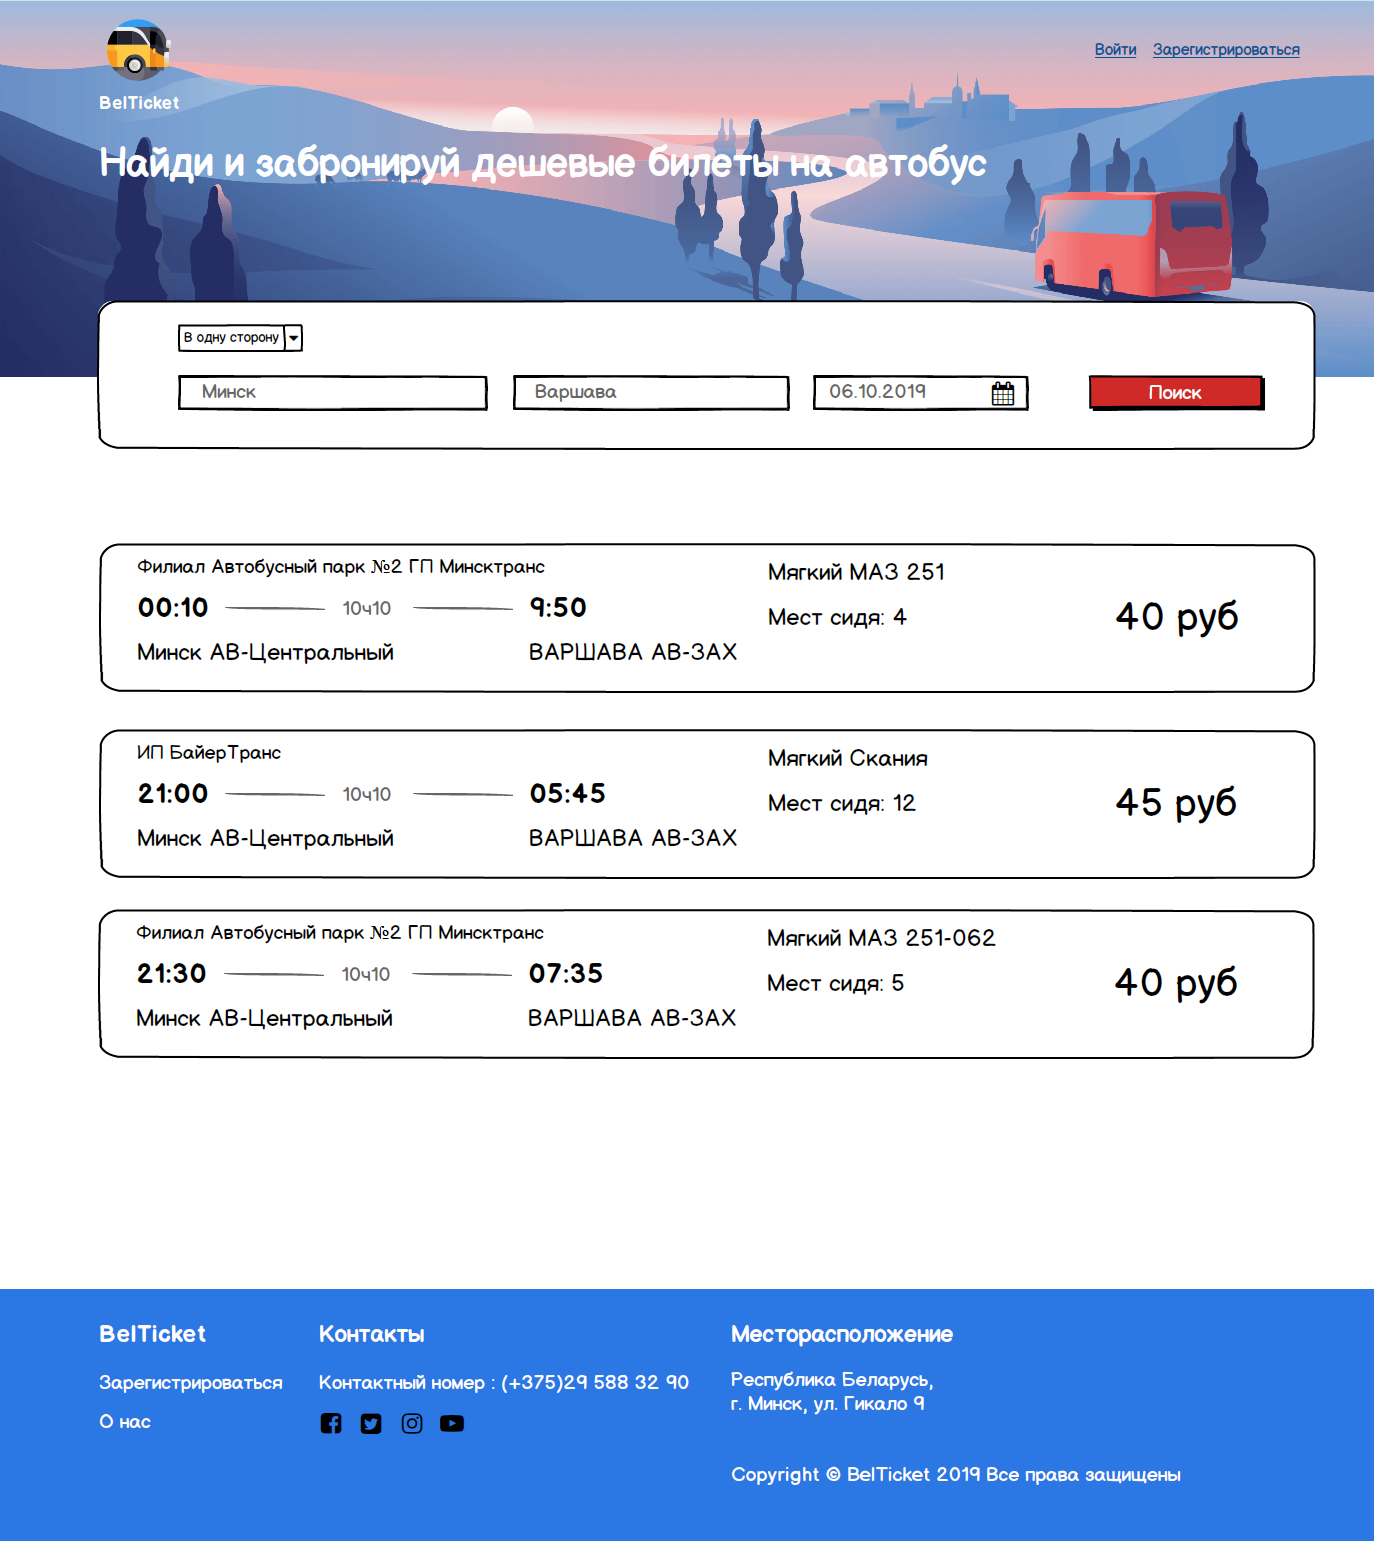 BelTicket
Войти Зарегистрироваться
Найди и забронируй дешевые билеты на автобус
В одну сторону
Минск Варшава 06.10.2019 Поиск
Филиал Автобусный парк №2 ГП Минсктранс
Мягкий МАЗ 251
00:10 10ч10 9:50
Мест сидя: 4
40 руб
Минск АВ-Центральный ВАРШАВА АВ-ЗАХ
ИП БайерТранс
Мягкий Скания
21:00 10ч10 05:45
Мест сидя: 12
45 руб
Минск АВ-Центральный ВАРШАВА АВ-ЗАХ
Филиал Автобусный парк №2 ГП Минсктранс
Мягкий МАЗ 251-062
21:30 10ч10 07:35
Мест сидя: 5
40 руб
Минск АВ-Центральный ВАРШАВА АВ-ЗАХ
BelTicket
Зарегистрироваться
О нас
Контакты
Контактный номер : (+375)29 588 32 90
Месторасположение
Республика Беларусь,
г. Минск, ул. Гикало 9
Copyright © BelTicket 2019 Все права защищены